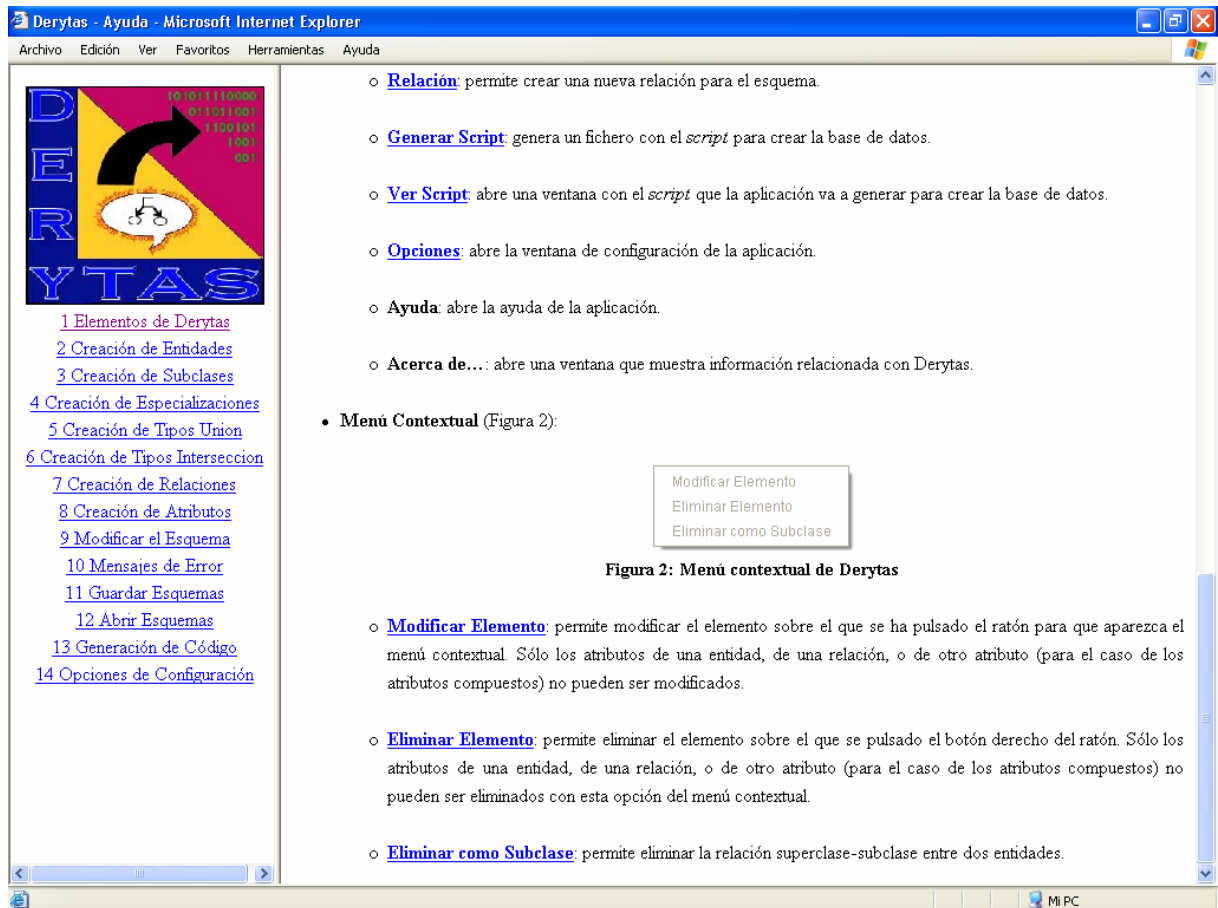 Derytas - Ayuda - Microsoft Internet Explorer
Archivo Edición Ver Favoritos Herramientas Ayuda
DERYTAS
101011110000
011011001
1100101
1001
001
1 Elementos de Derytas
2 Creación de Entidades
3 Creación de Subclases
4 Creación de Especializaciones
5 Creación de Tipos Union
6 Creación de Tipos Interseccion
7 Creación de Relaciones
8 Creación de Atributos
9 Modificar el Esquema
10 Mensajes de Error
11 Guardar Esquemas
12 Abrir Esquemas
13 Generación de Código
14 Opciones de Configuración
o Relación: permite crear una nueva relación para el esquema.
o Generar Script: genera un fichero con el script para crear la base de datos.
o Ver Script: abre una ventana con el script que la aplicación va a generar para crear la base de datos.
o Opciones: abre la ventana de configuración de la aplicación.
o Ayuda: abre la ayuda de la aplicación.
o Acerca de...: abre una ventana que muestra información relacionada con Derytas.
• Menú Contextual (Figura 2):
Modificar Elemento
Eliminar Elemento
Eliminar como Subclase
Figura 2: Menú contextual de Derytas
o Modificar Elemento: permite modificar el elemento sobre el que se ha pulsado el ratón para que aparezca el
menú contextual. Sólo los atributos de una entidad, de una relación, o de otro atributo (para el caso de los
atributos compuestos) no pueden ser modificados.
o Eliminar Elemento: permite eliminar el elemento sobre el que se pulsado el botón derecho del ratón. Sólo los
atributos de una entidad, de una relación, o de otro atributo (para el caso de los atributos compuestos) no
pueden ser eliminados con esta opción del menú contextual.
o Eliminar como Subclase: permite eliminar la relación superclase-subclase entre dos entidades.
Mi PC